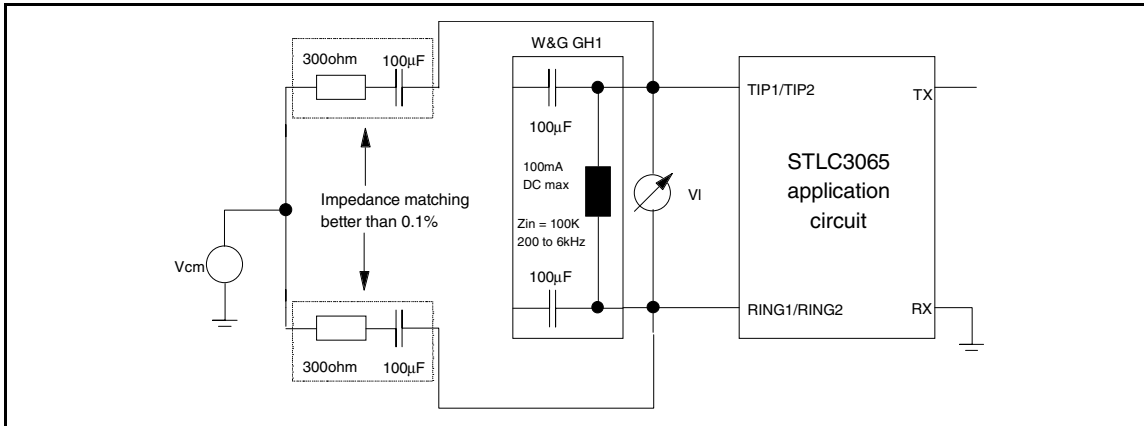 W&G GH1
300ohm
100μF
100μF
TIP1/TIP2
TX
100mA
DC max
STLC3065
application
circuit
Impedance matching
better than 0.1%
Vl
Zin = 100K
200 to 6kHz
Vcm
100μF
RING1/RING2
RX
300ohm
100μF